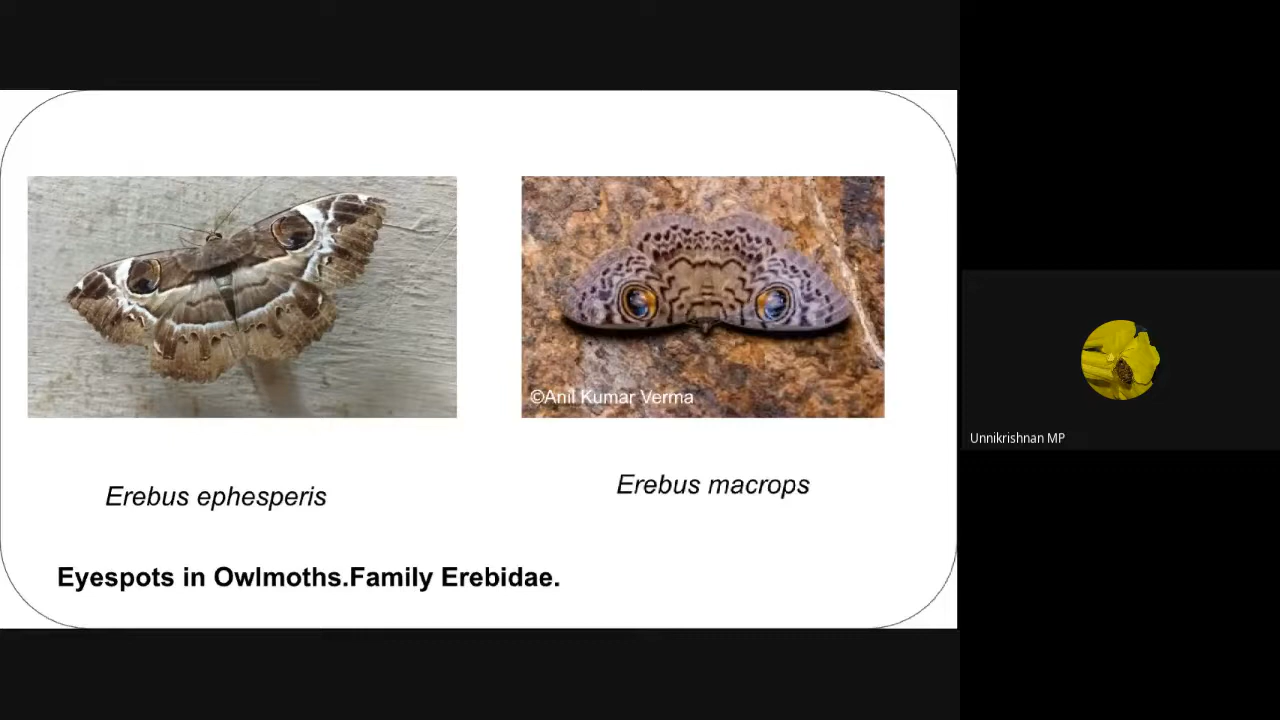 ©Anil Kumar Verma
Erebus ephesperis
Erebus macrops
Eyespots in Owlmoths.Family Erebidae.
Unnikrishnan MP